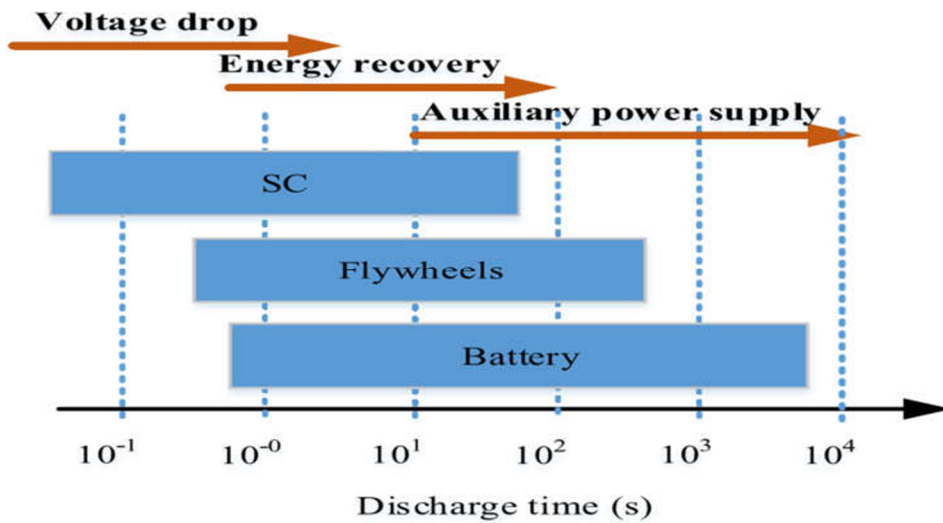 Voltage drop
Energy recovery
Auxiliary power supply
SC
Flywheels
Battery
10⁻¹ 10⁻⁰ 10¹ 10² 10³ 10⁴
Discharge time (s)